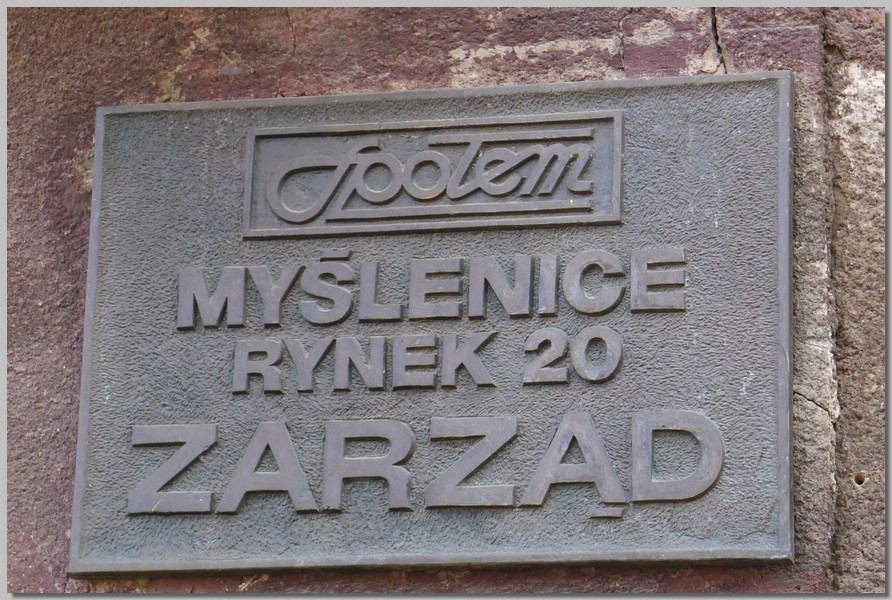 Społem
MYŚLENICE
RYNEK 20
ZARZĄD